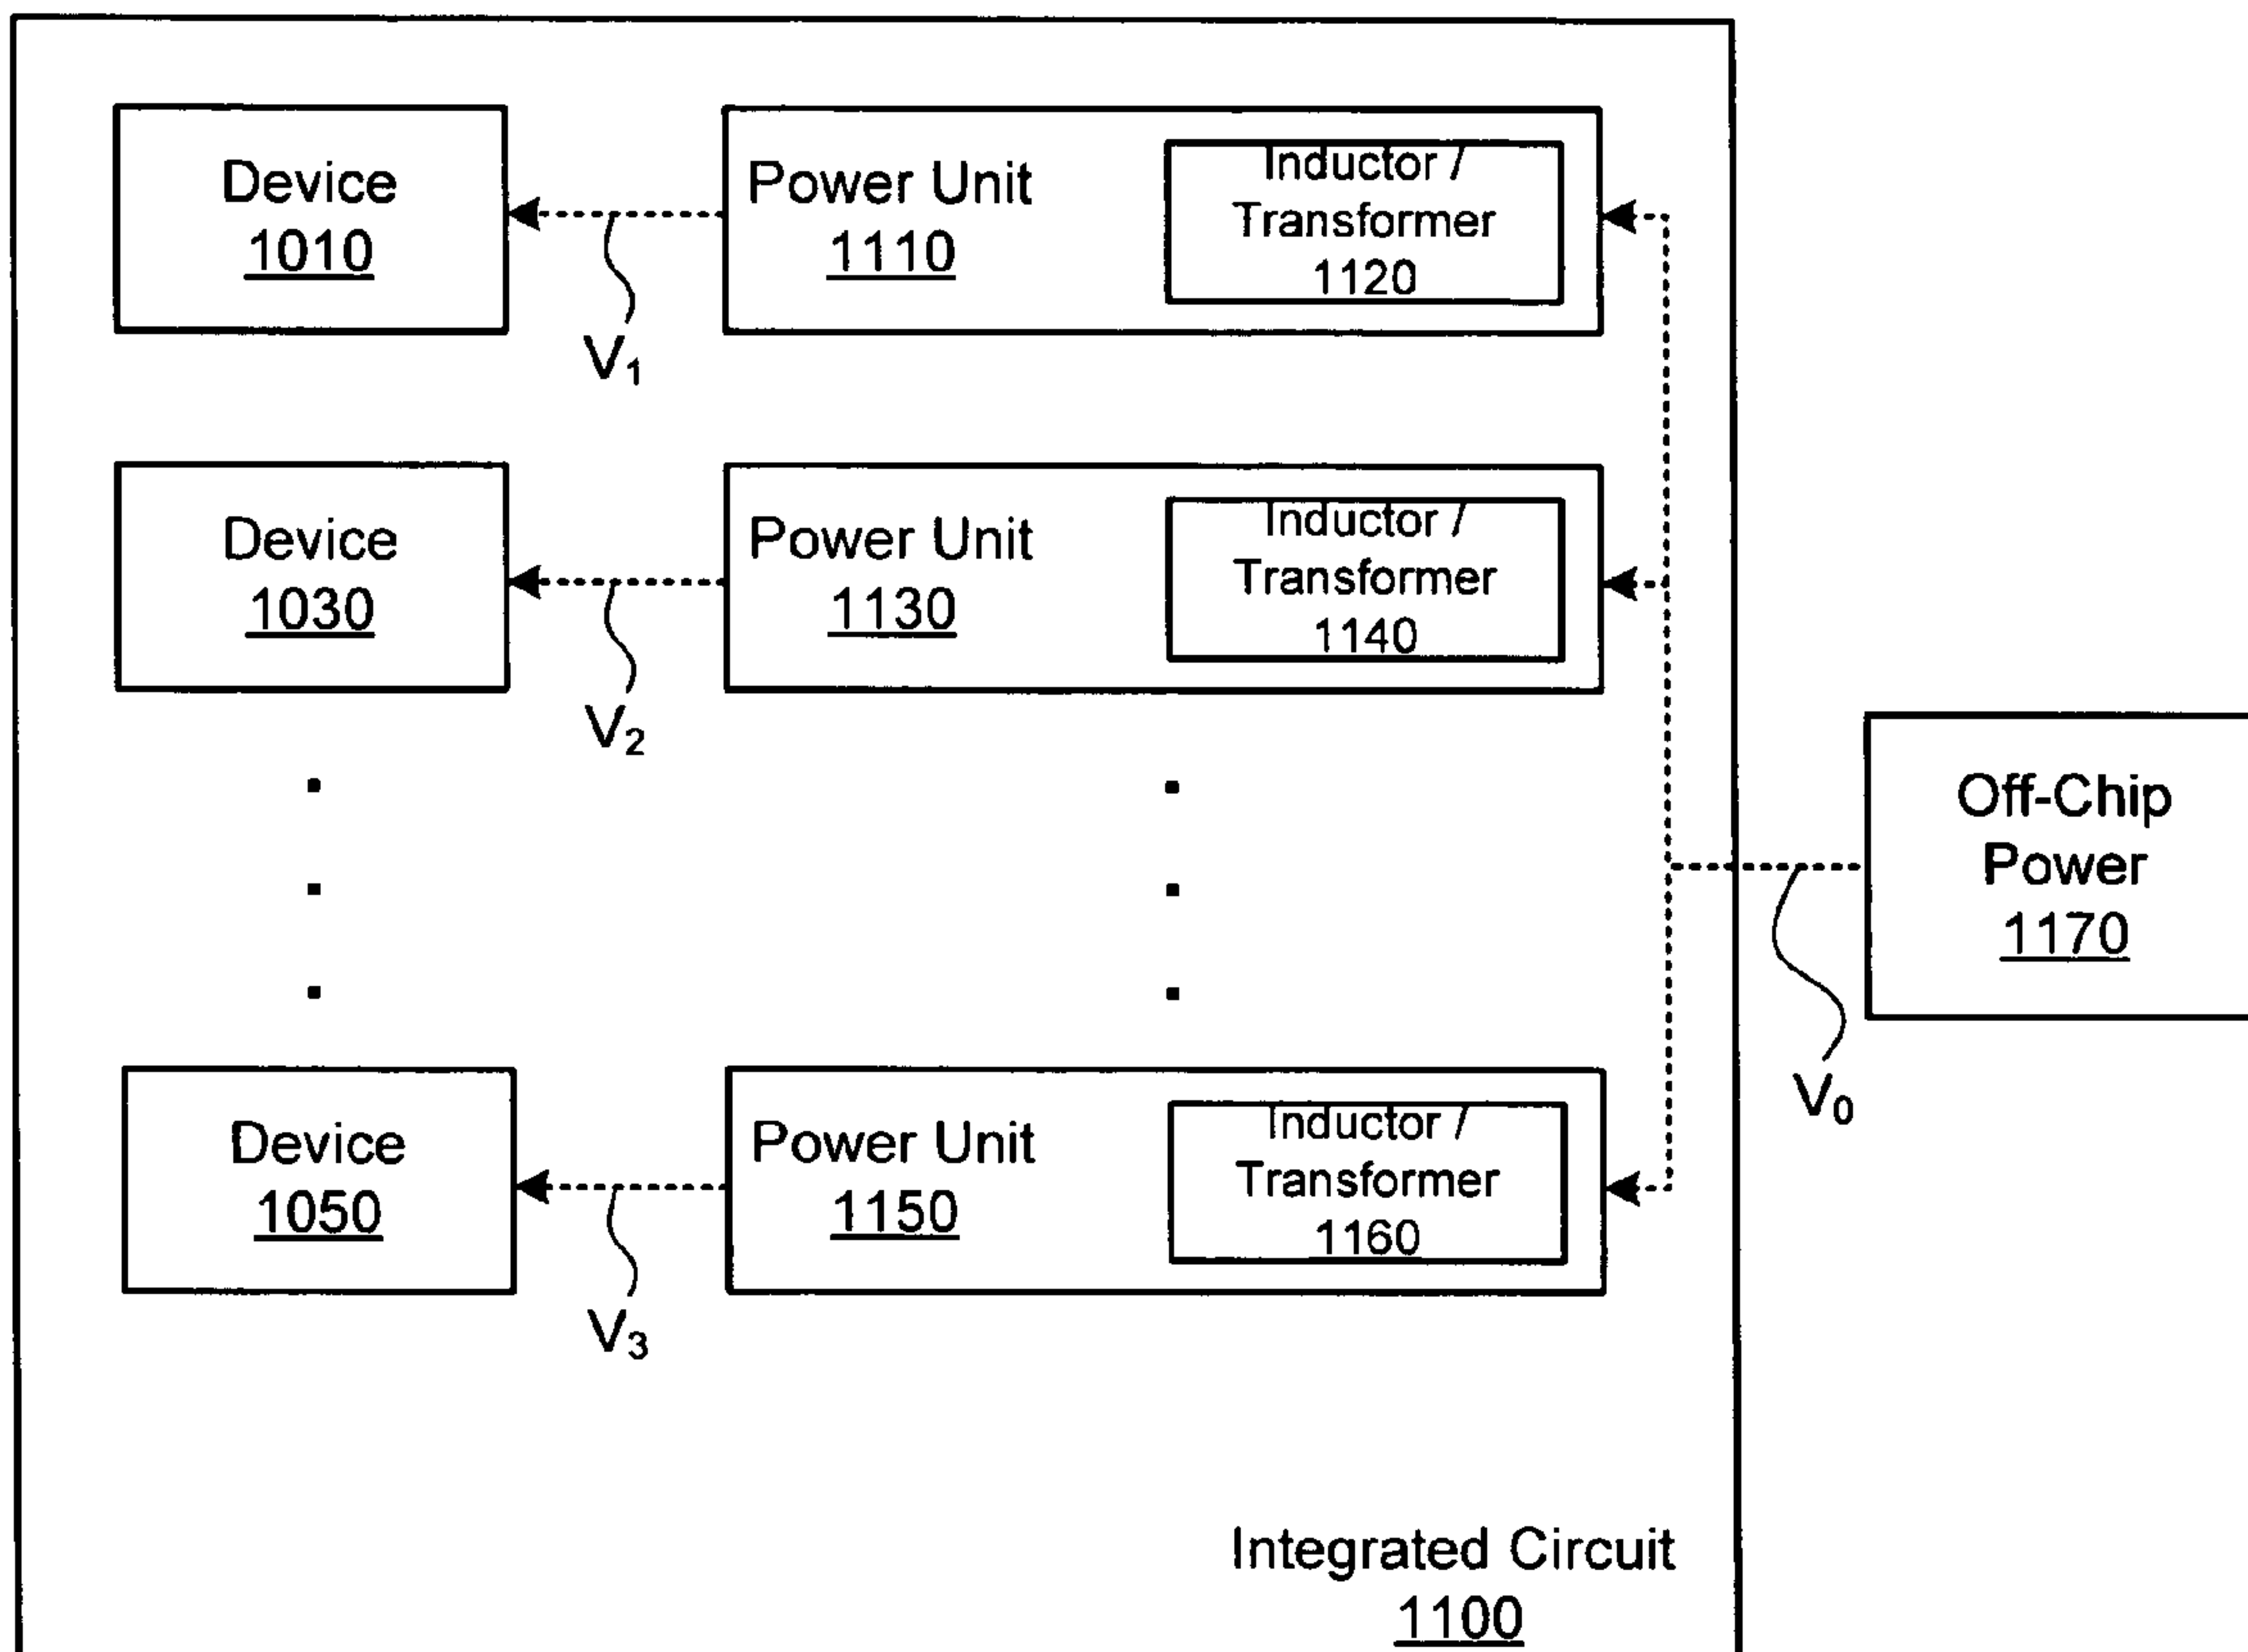 Device
1010
Power Unit
1110
Inductor /
Transformer
1120
V₁
Device
1030
Power Unit
1130
Inductor /
Transformer
1140
V₂
Off-Chip
Power
1170
V₀
Device
1050
Power Unit
1150
Inductor /
Transformer
1160
V₃
Integrated Circuit
1100